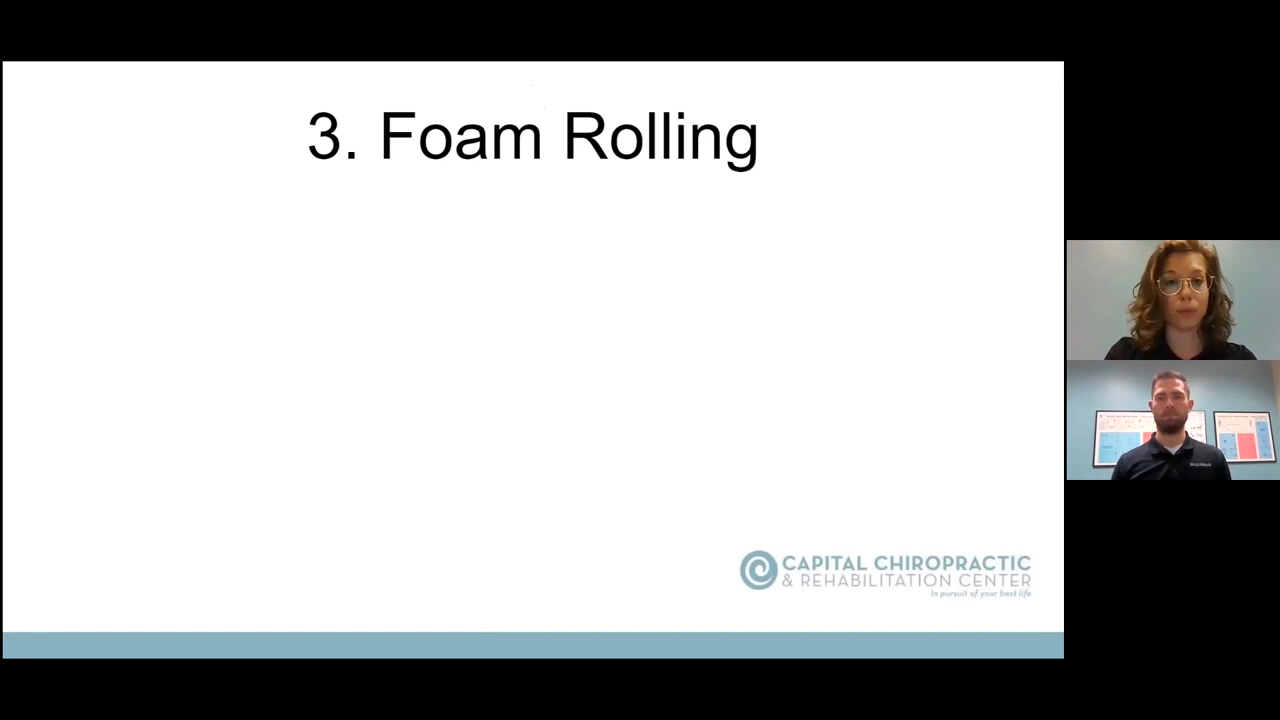 3. Foam Rolling
CAPITAL CHIROPRACTIC
& REHABILITATION CENTER
in pursuit of your best life